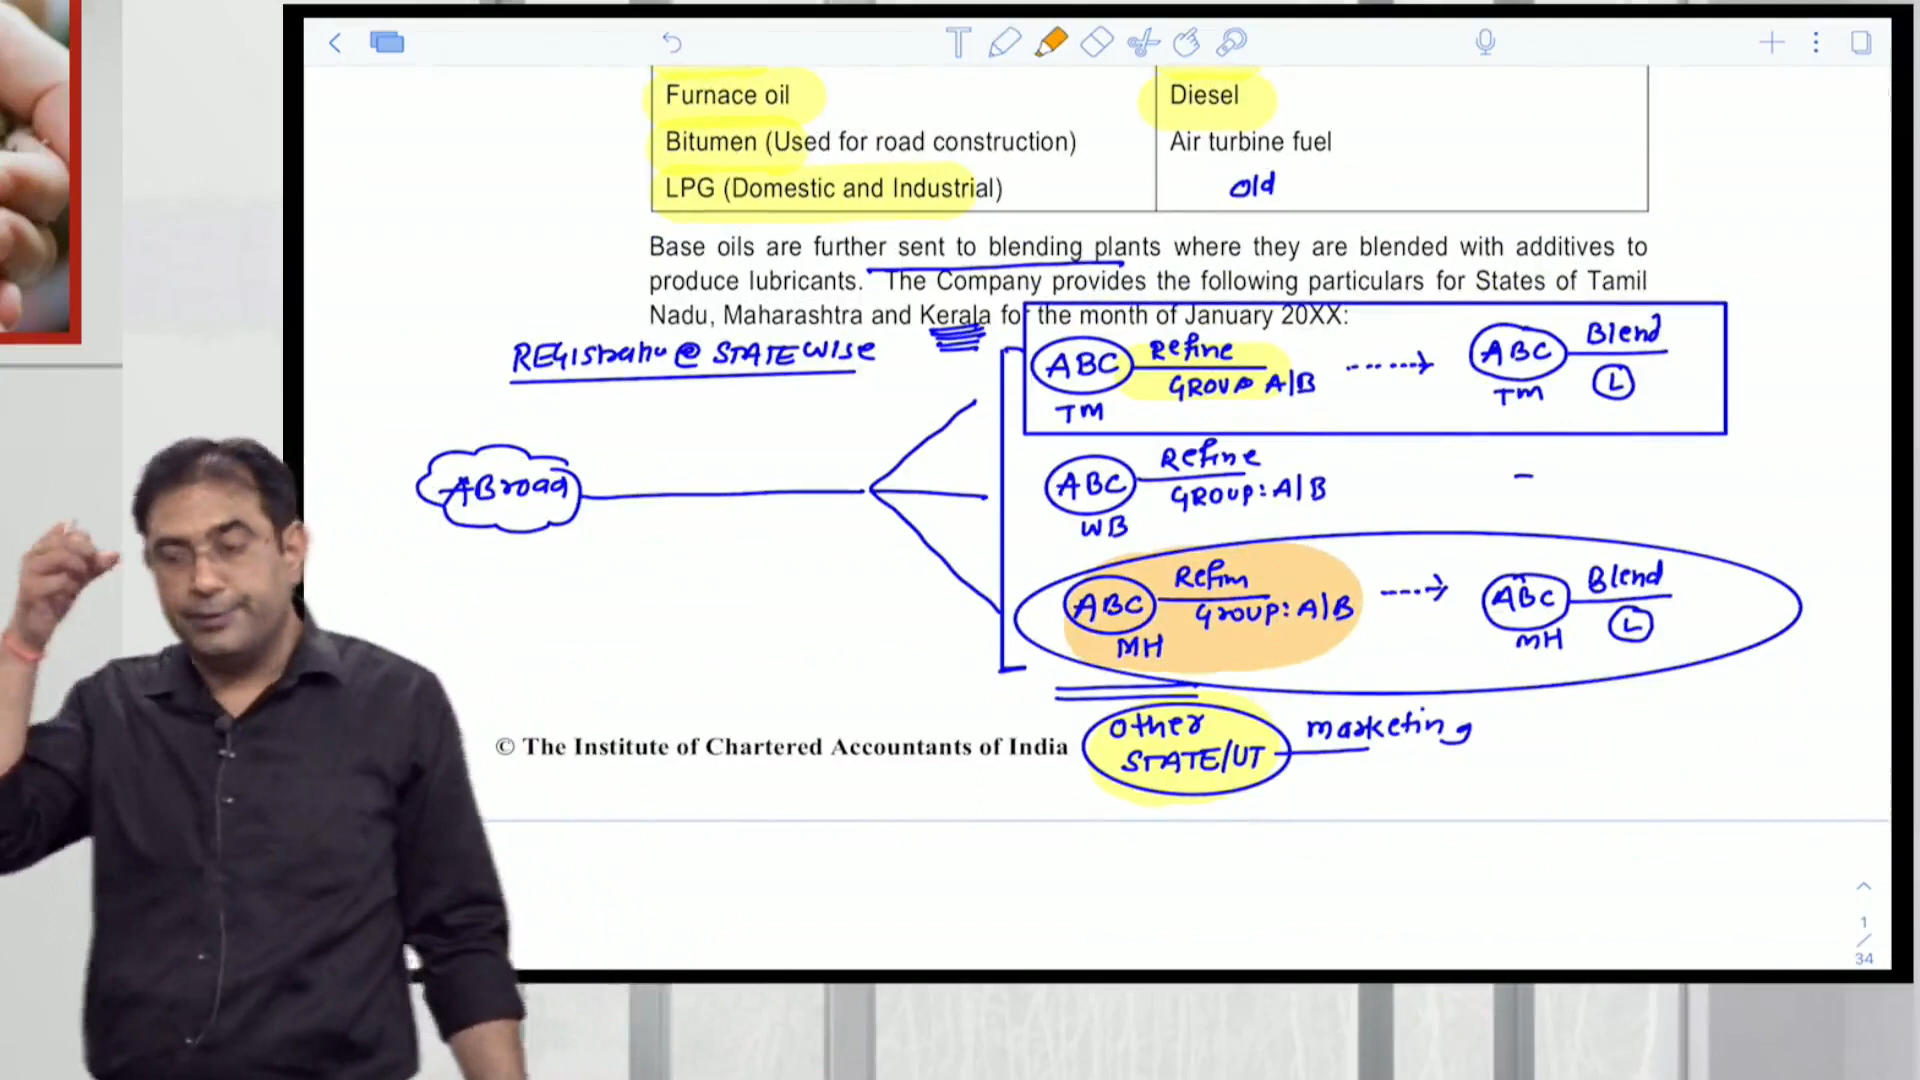 Furnace oil
Diesel
Bitumen (Used for road construction)
Air turbine fuel
LPG (Domestic and Industrial)
Old
Base oils are further sent to blending plants where they are blended with additives to
produce lubricants. The Company provides the following particulars for States of Tamil
Nadu, Maharashtra and Kerala for the month of January 20XX:
@ STATEWISE
ABC
Refine
GROUP A|B
TM
ABC
Blend
L
TM
ABroad
ABC
Refine
GROUP: A|B
WB
ABC
Refin
Group: A|B
MH
ABC
Blend
L
MH
Other
STATE/UT
marketing
© The Institute of Chartered Accountants of India
1
/
34